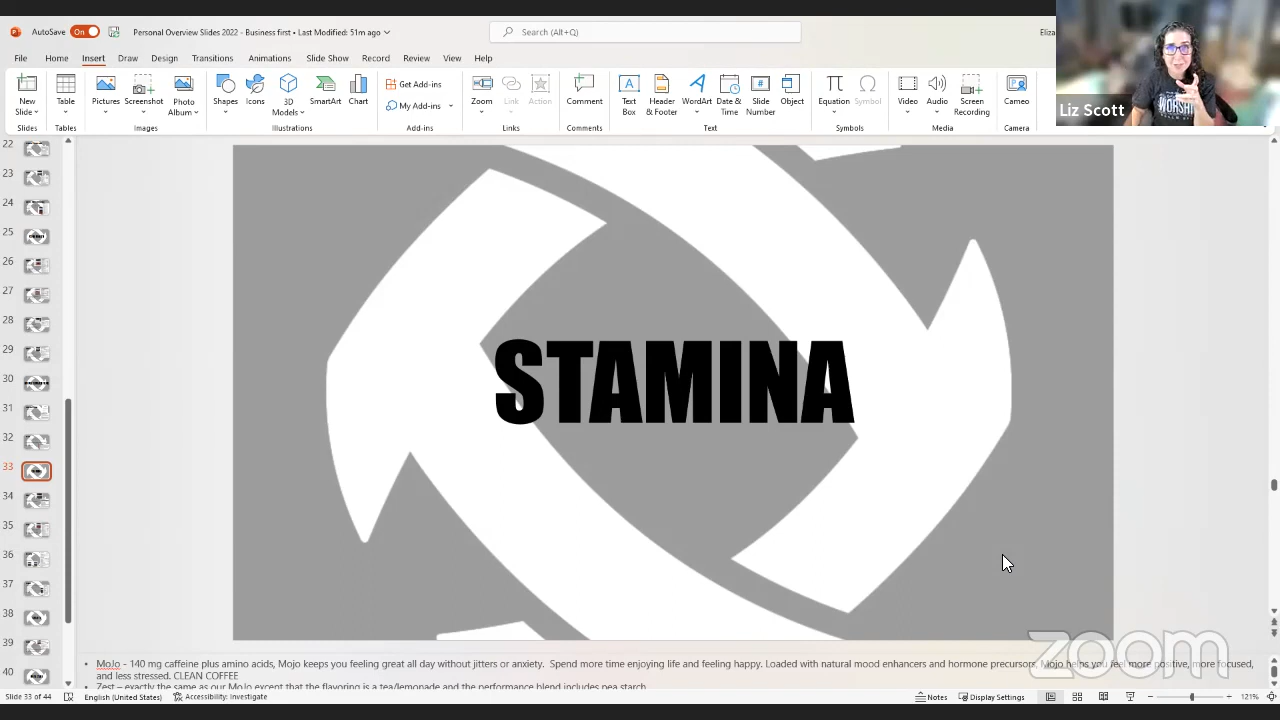 AutoSave On Personal Overview Slides 2022 - Business first • Last Modified: 51m ago Search (Alt+Q) Eliza
File Home Insert Draw Design Transitions Animations Slide Show Record Review View Help
New Slide Table Pictures Screenshot Photo Album Shapes Icons 3D Models SmartArt Chart Get Add-ins My Add-ins Zoom Link Action Comment Text Box Header & Footer WordArt Date & Time Slide Number Object Equation Symbol Video Audio Screen Recording Cameo
Slides Tables Images Illustrations Add-ins Links Comments Text Symbols Media Camera
WORSHIP
Liz Scott
22
23
24
25
26
27
28
29
30
31
32
33
34
35
36
37
38
39
40
STAMINA
zoom
• MoJo - 140 mg caffeine plus amino acids, Mojo keeps you feeling great all day without jitters or anxiety. Spend more time enjoying life and feeling happy. Loaded with natural mood enhancers and hormone precursors, Mojo helps you feel more positive, more focused,
and less stressed. CLEAN COFFEE
• Zest – exactly the same as our MoJo except that the flavoring is a tea/lemonade and the performance blend includes pea starch
Slide 33 of 44 English (United States) Accessibility: Investigate Notes Display Settings 121%